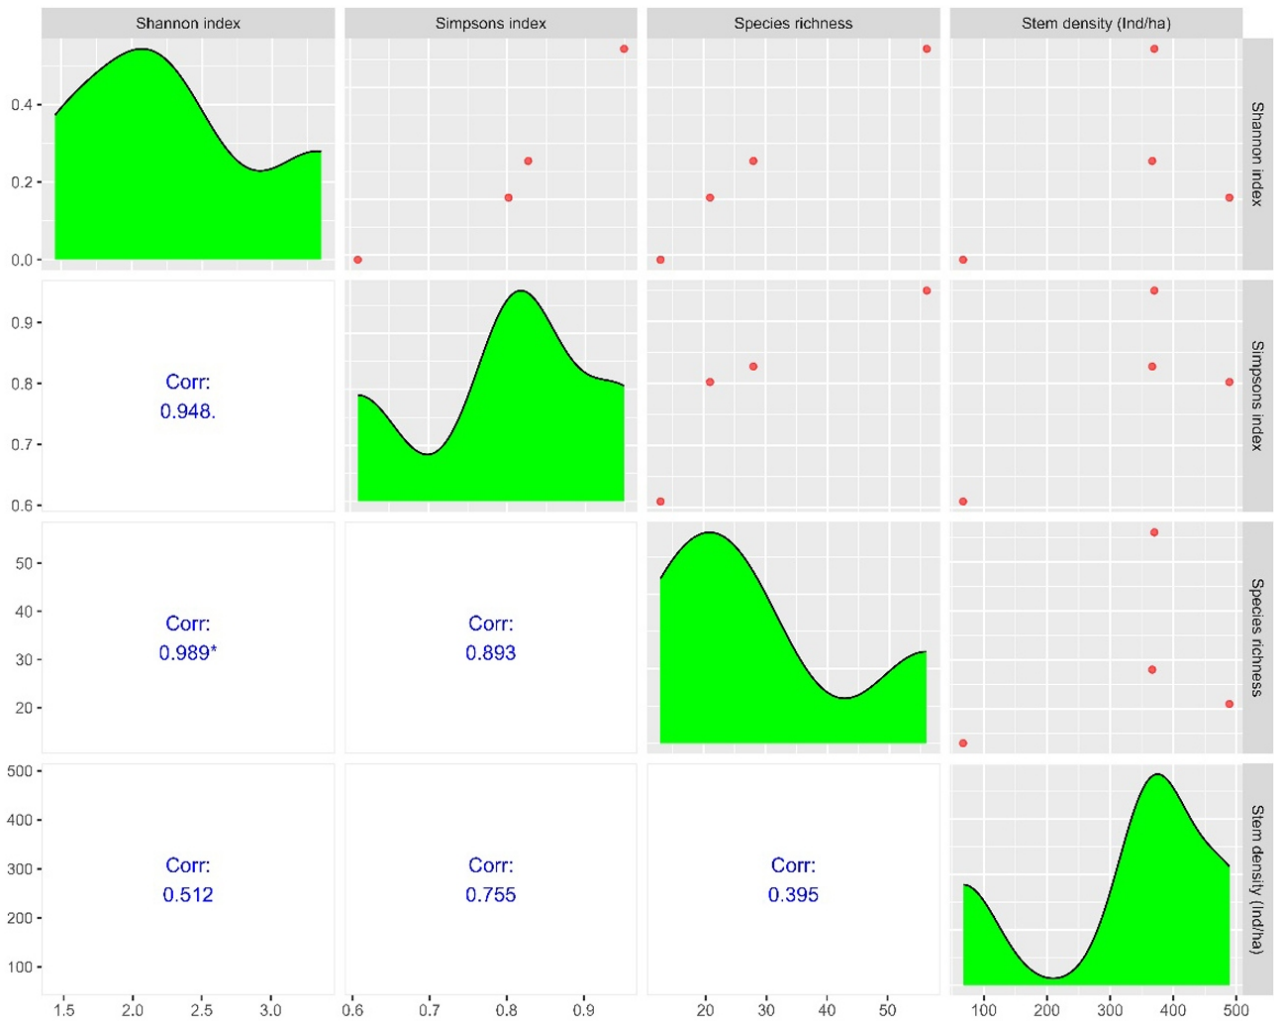 Shannon index
Simpsons index
Species richness
Stem density (Ind/ha)
0.4
0.2
0.0
Shannon index
0.9
0.8
0.7
0.6
Corr:
0.948.
Simpsons index
50
40
30
20
Corr:
0.989*
Corr:
0.893
Species richness
500
400
300
200
100
Corr:
0.512
Corr:
0.755
Corr:
0.395
Stem density (Ind/ha)
1.5 2.0 2.5 3.0
0.6 0.7 0.8 0.9
20 30 40 50
100 200 300 400 500